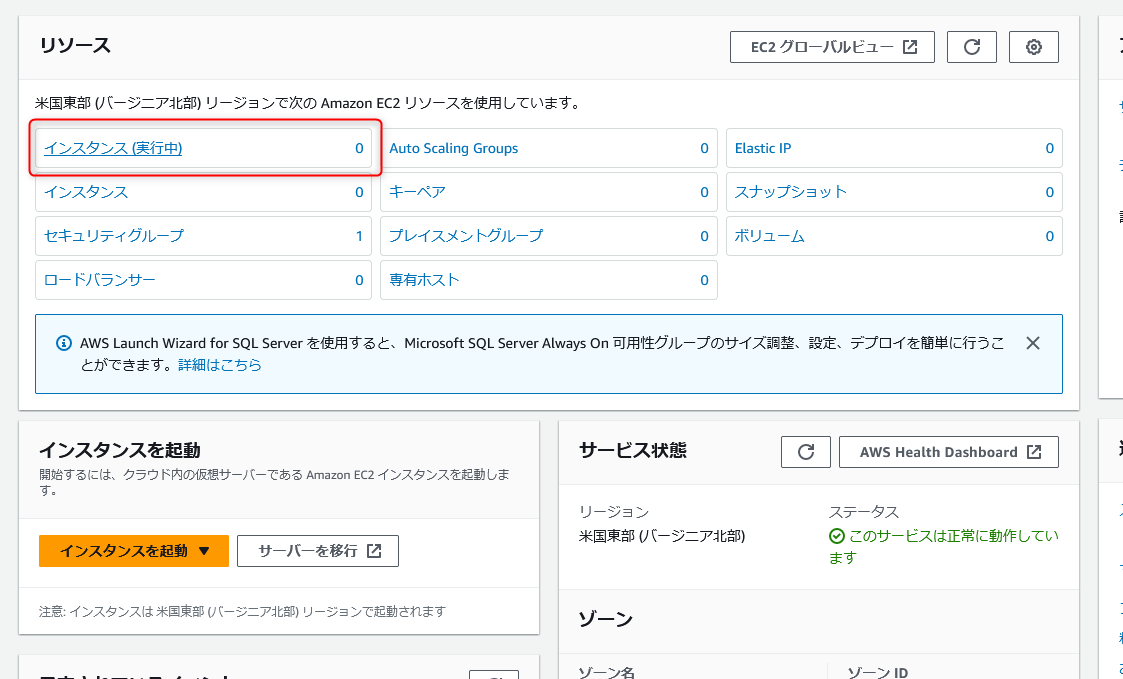 リソース
EC2 グローバルビュー
米国東部 (バージニア北部) リージョンで次の Amazon EC2 リソースを使用しています。
インスタンス (実行中) 0
Auto Scaling Groups 0
Elastic IP 0
インスタンス 0
キーペア 0
スナップショット 0
セキュリティグループ 1
プレイスメントグループ 0
ボリューム 0
ロードバランサー 0
専有ホスト 0
AWS Launch Wizard for SQL Server を使用すると、Microsoft SQL Server Always On 可用性グループのサイズ調整、設定、デプロイを簡単に行うこ
とができます。詳細はこちら
インスタンスを起動
開始するには、クラウド内の仮想サーバーである Amazon EC2 インスタンスを起動しま
す。
インスタンスを起動
サーバーを移行
注意: インスタンスは 米国東部 (バージニア北部) リージョンで起動されます
サービス状態
AWS Health Dashboard
リージョン
米国東部 (バージニア北部)
ステータス
このサービスは正常に動作してい
ます
ゾーン
ゾーン名
ゾーン ID